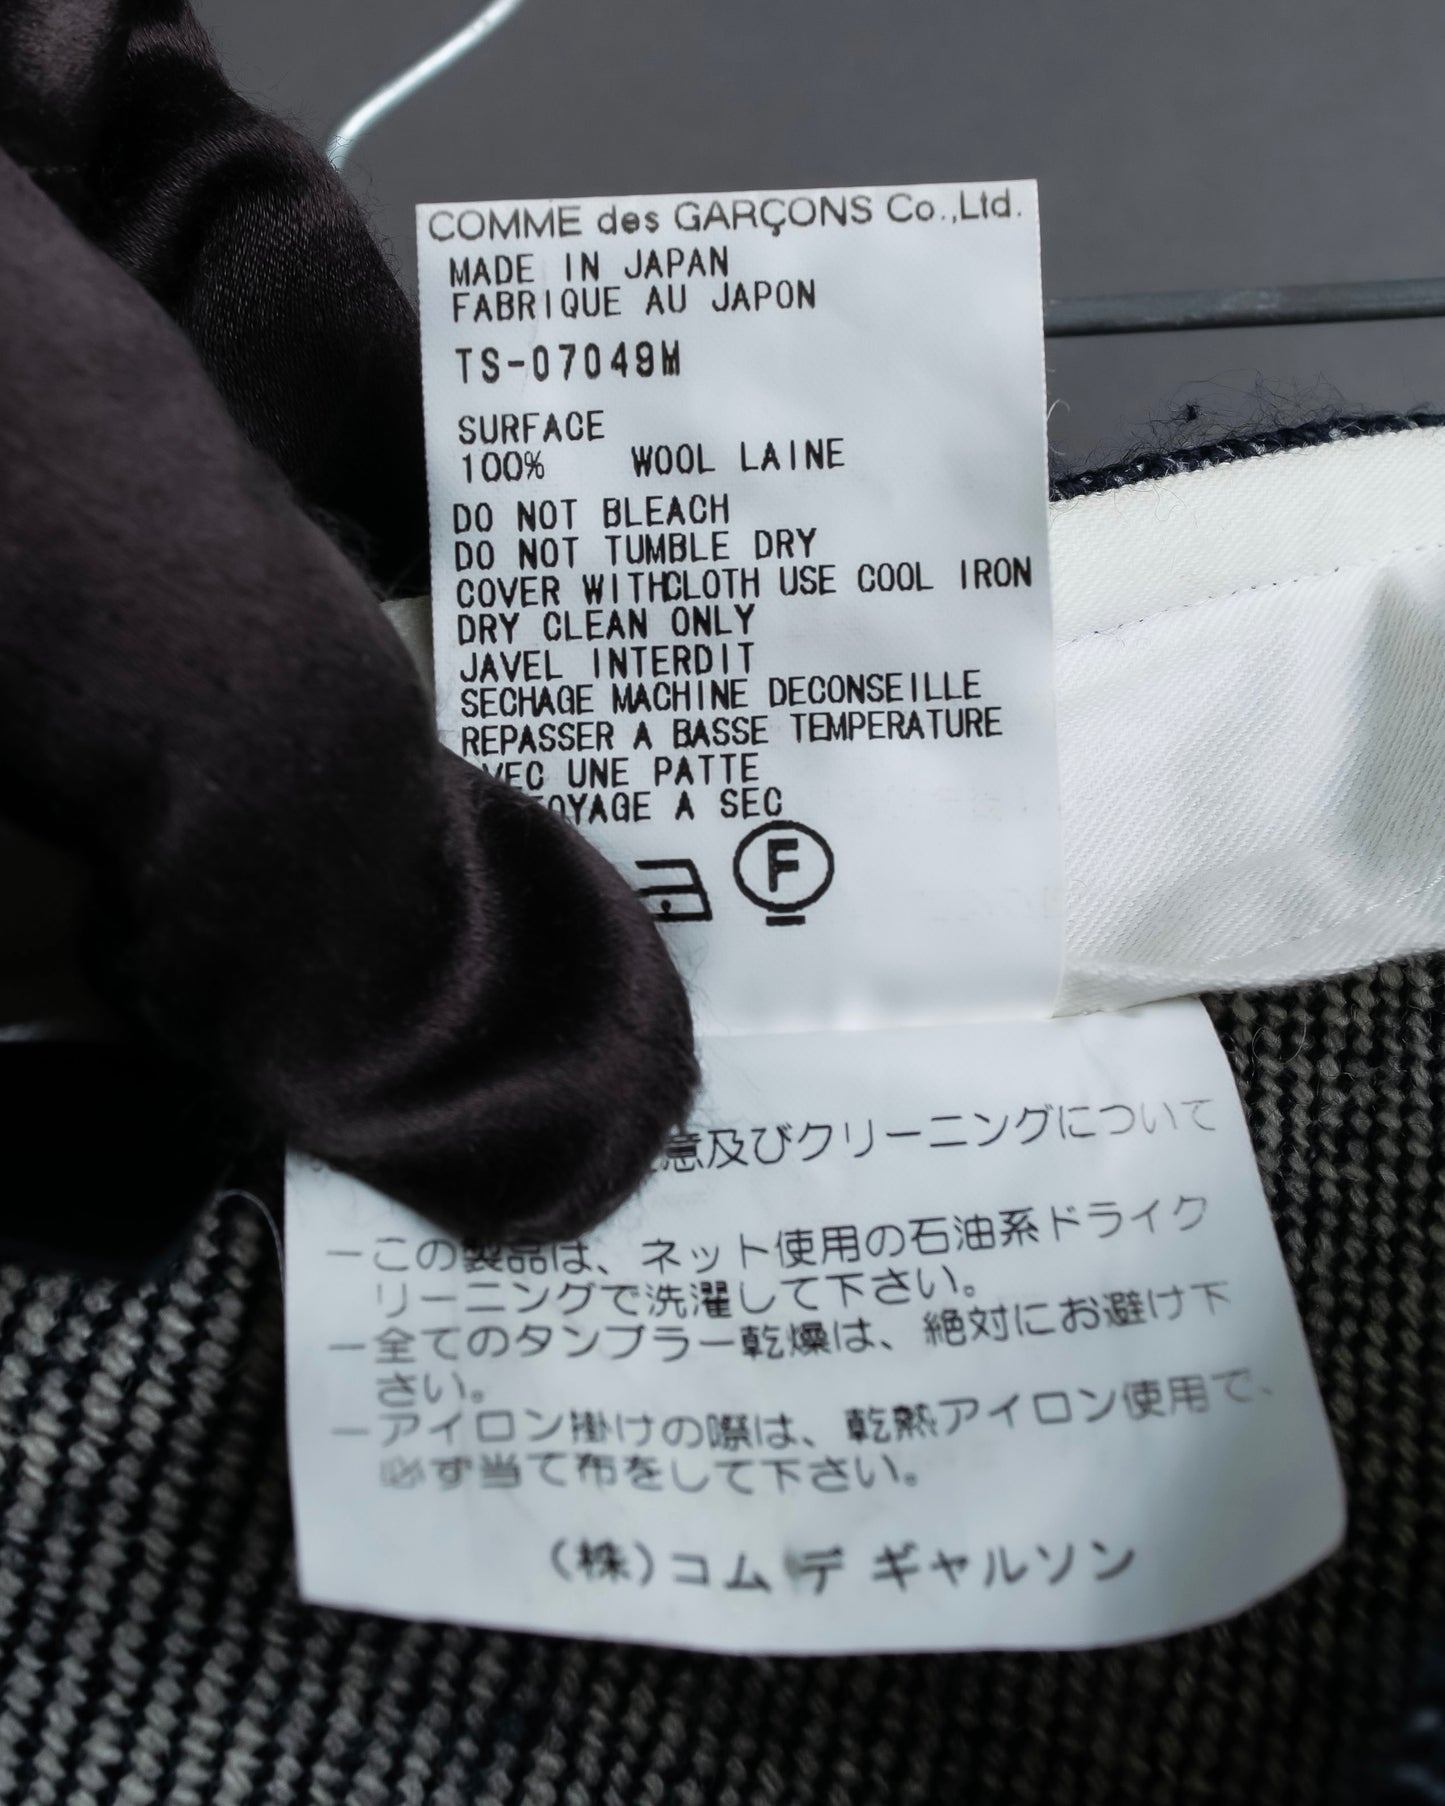 COMME des GARÇONS Co.,Ltd.
MADE IN JAPAN
FABRIQUE AU JAPON
TS-07049M
SURFACE
100% WOOL LAINE
DO NOT BLEACH
DO NOT TUMBLE DRY
COVER WITHCLOTH USE COOL IRON
DRY CLEAN ONLY
JAVEL INTERDIT
SECHAGE MACHINE DECONSEILLE
REPASSER A BASSE TEMPERATURE
VEC UNE PATTE
OYAGE A SEC
F
意及びクリーニングについて
ーこの製品は、ネット使用の石油系ドライク
リーニングで洗濯して下さい。
ー全てのタンブラー乾燥は、絶対にお避け下
さい。
ーアイロン掛けの際は、乾熱アイロン使用で、
必ず当て布をして下さい。
(株)コム デ ギャルソン